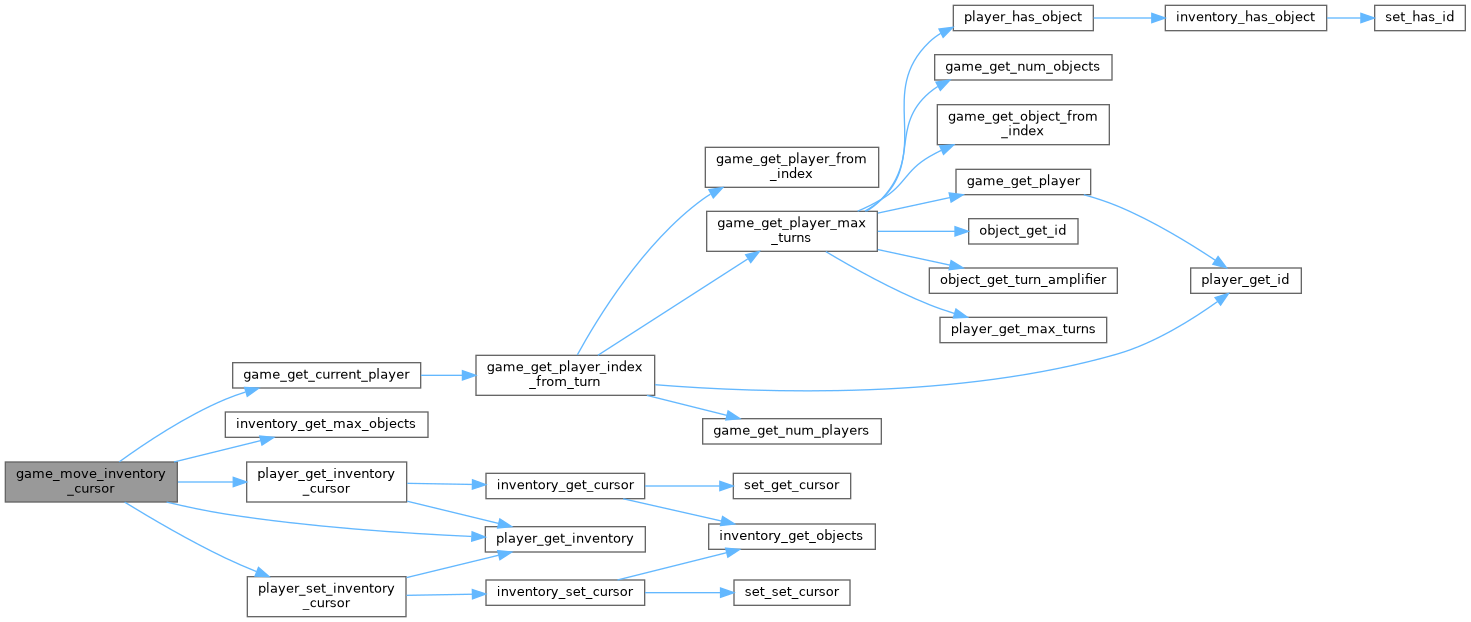 player_has_object
inventory_has_object
set_has_id
game_get_num_objects
game_get_object_from
_index
game_get_player_from
_index
game_get_player
game_get_player_max
_turns
object_get_id
object_get_turn_amplifier
player_get_id
player_get_max_turns
game_get_current_player
game_get_player_index
_from_turn
inventory_get_max_objects
game_get_num_players
game_move_inventory
_cursor
player_get_inventory
_cursor
inventory_get_cursor
set_get_cursor
player_get_inventory
inventory_get_objects
player_set_inventory
_cursor
inventory_set_cursor
set_set_cursor